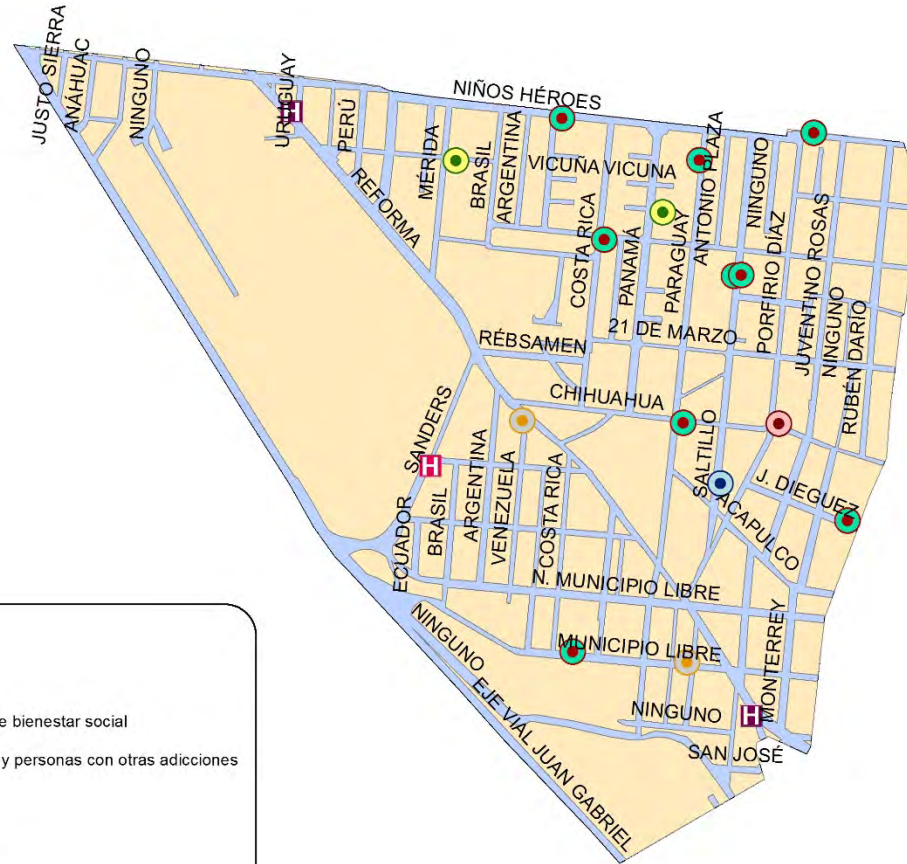 JUSTO SIERRA
ANÁHUAC
NINGUNO
URUGUAY
H
PERÚ
NIÑOS HÉROES
MÉRIDA
BRASIL
ARGENTINA
VICUÑA VICUNA
ANTONIO PLAZA
NINGUNO
REFORMA
COSTA RICA
PANAMÁ
PARAGUAY
PORFIRIO DÍAZ
JUVENTINO ROSAS
NINGUNO
RUBÉN DARÍO
21 DE MARZO
RÉBSAMEN
CHIHUAHUA
SANDERS
H
ECUADOR
BRASIL
ARGENTINA
VENEZUELA
COSTA RICA
SALTILLO
ACAPULCO
J. DIEGUEZ
N. MUNICIPIO LIBRE
MUNICIPIO LIBRE
NINGUNO
EJE VIAL JUAN GABRIEL
NINGUNO
H
MONTERREY
SAN JOSÉ
e bienestar social
y personas con otras adicciones